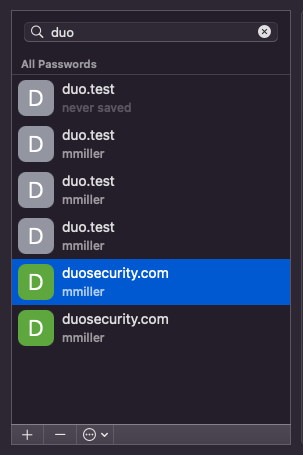 duo
All Passwords
D
duo.test
never saved
D
duo.test
mmiller
D
duo.test
mmiller
D
duo.test
mmiller
D
duosecurity.com
mmiller
D
duosecurity.com
mmiller